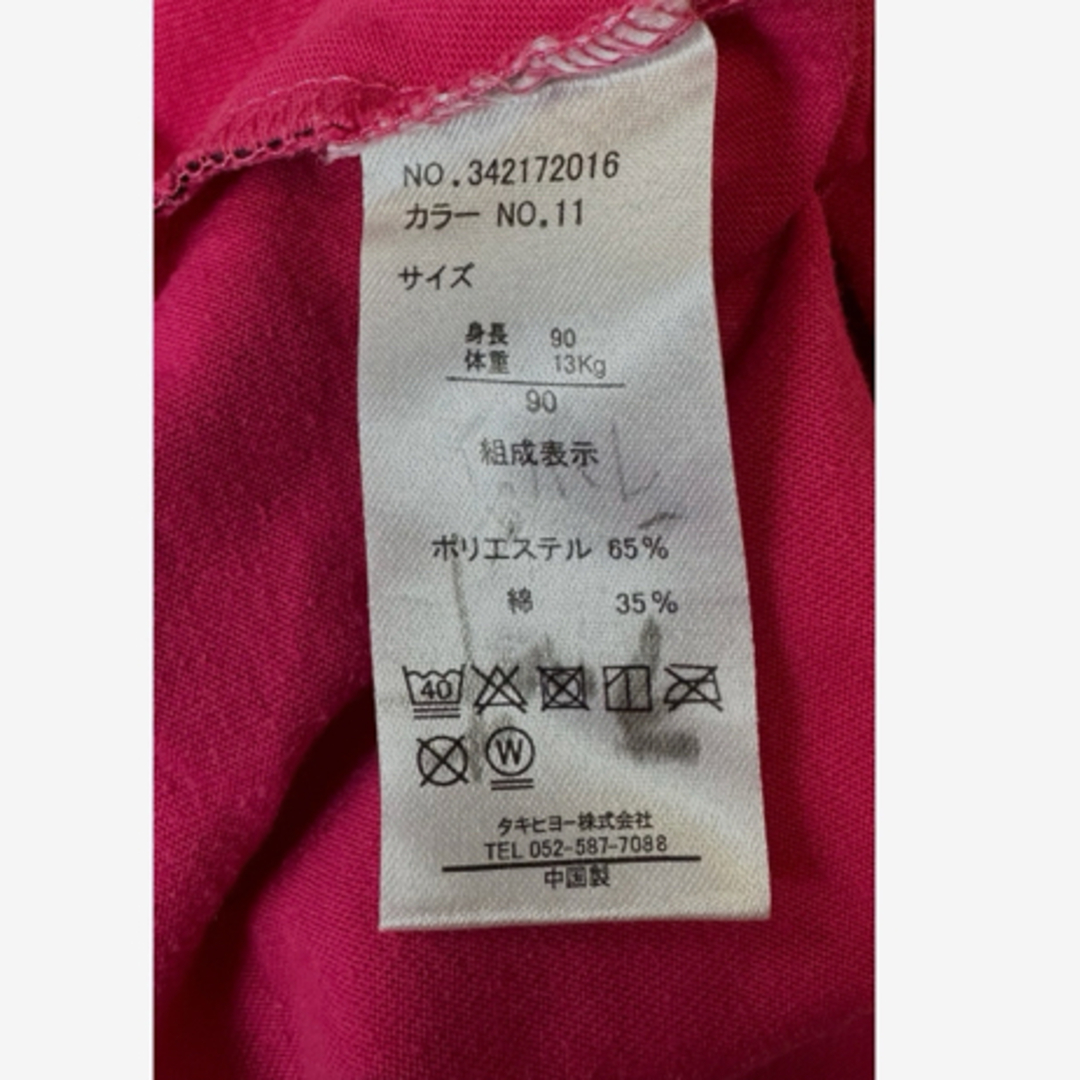 NO.342172016
カラー NO.11
サイズ
身長 90
体重 13Kg
90
組成表示
ポリエステル 65%
綿 35%
40
W
タキヒヨー株式会社
TEL 052-587-7088
中国製